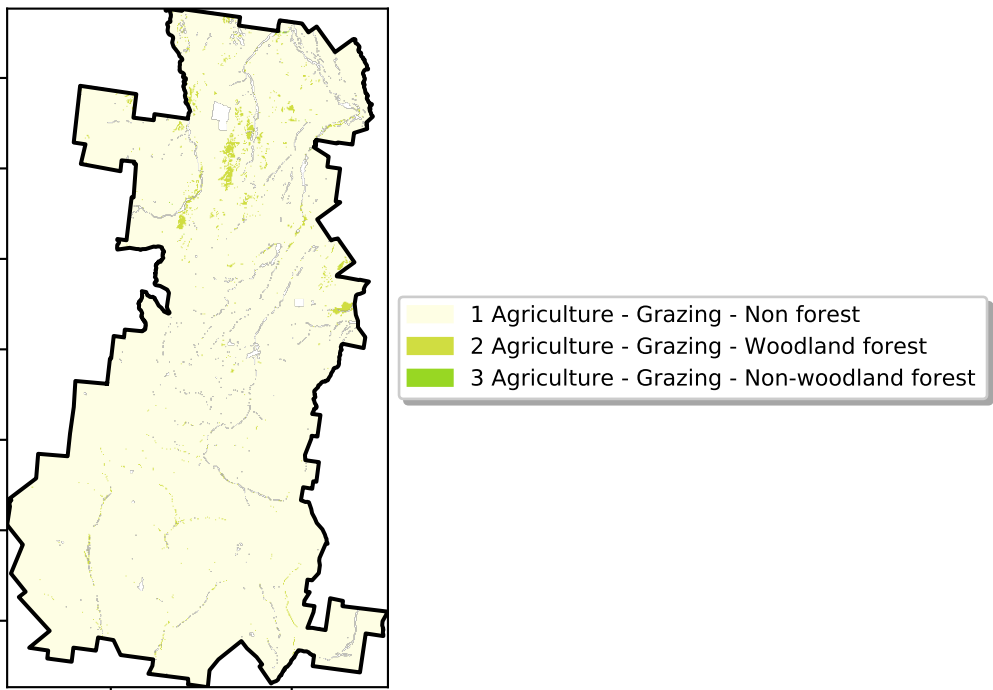 1 Agriculture - Grazing - Non forest
2 Agriculture - Grazing - Woodland forest
3 Agriculture - Grazing - Non-woodland forest